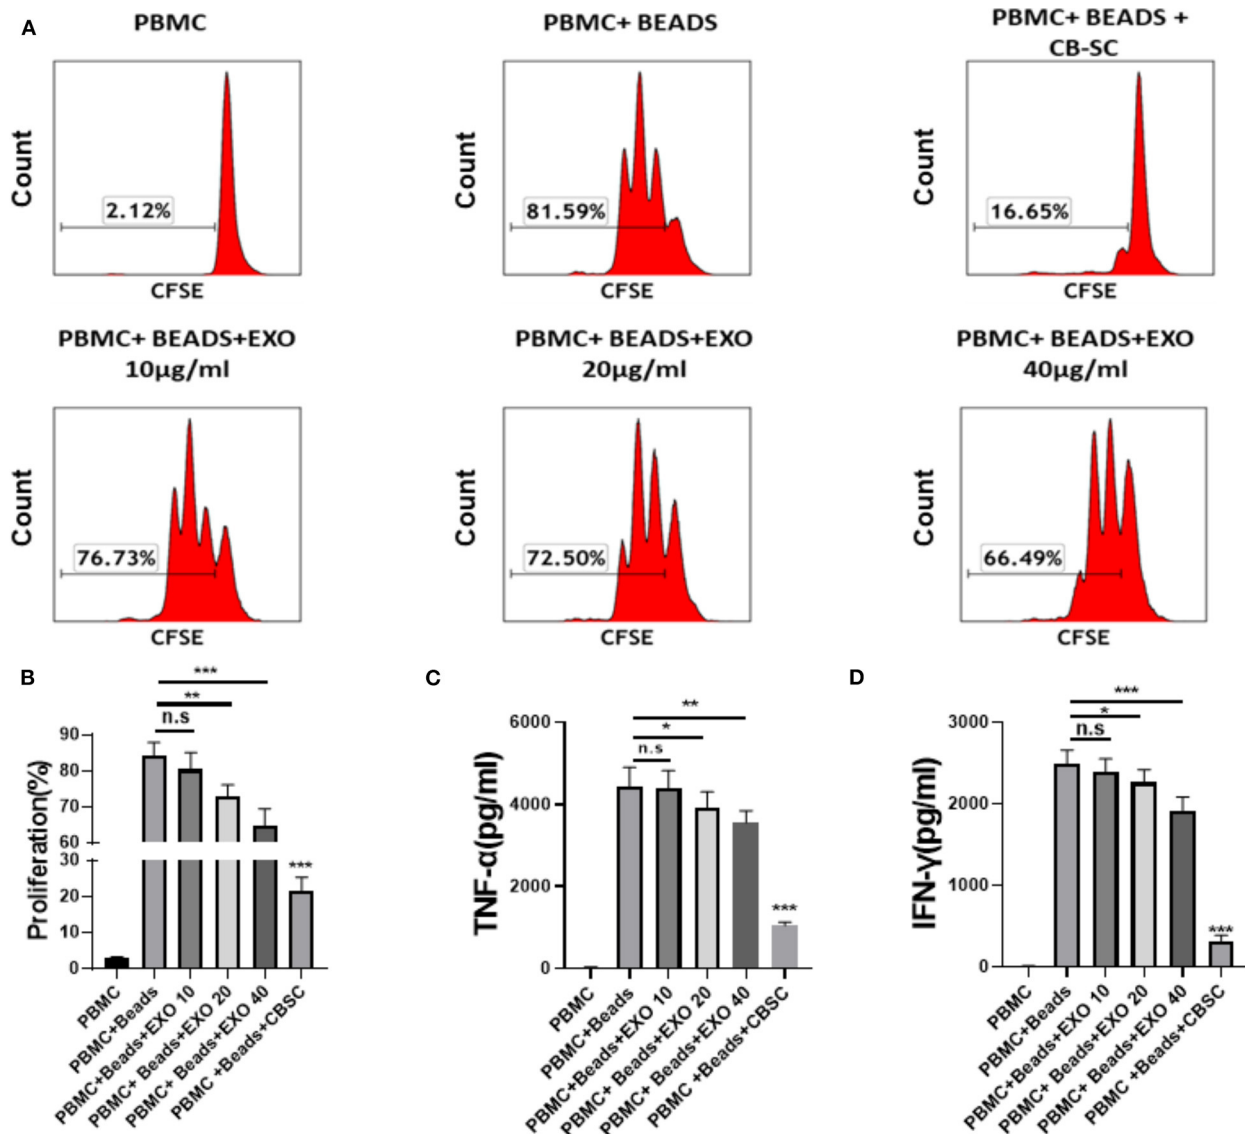 A
PBMC
PBMC+ BEADS
PBMC+ BEADS +
CB-SC
Count
2.12%
CFSE
Count
81.59%
CFSE
Count
16.65%
CFSE
PBMC+ BEADS+EXO
10µg/ml
PBMC+ BEADS+EXO
20µg/ml
PBMC+ BEADS+EXO
40µg/ml
Count
76.73%
CFSE
Count
72.50%
CFSE
Count
66.49%
CFSE
B
***
**
n.s
Proliferation(%)
90
80
70
60
30
20
10
0
***
PBMC
PBMC+Beads
PBMC+Beads+EXO 10
PBMC+ Beads+EXO 20
PBMC+ Beads+EXO 40
PBMC +Beads+CBSC
C
**
*
n.s
TNF-α(pg/ml)
6000
4000
2000
0
***
PBMC
PBMC+Beads
PBMC+Beads+EXO 10
PBMC+ Beads+EXO 20
PBMC+ Beads+EXO 40
PBMC +Beads+CBSC
D
***
*
n.s
IFN-γ(pg/ml)
3000
2000
1000
0
***
PBMC
PBMC+Beads
PBMC+Beads+EXO 10
PBMC+ Beads+EXO 20
PBMC+ Beads+EXO 40
PBMC +Beads+CBSC